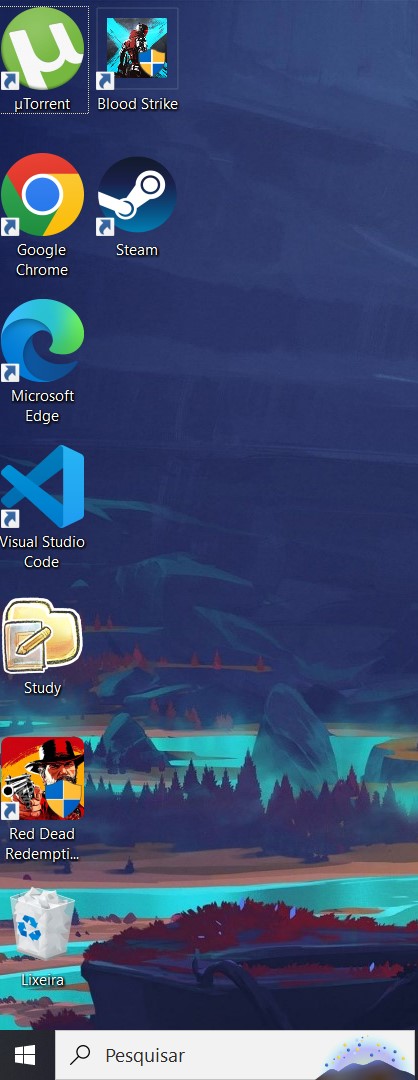 µTorrent
Blood Strike
Google
Chrome
Steam
Microsoft
Edge
Visual Studio
Code
Study
Red Dead
Redempti...
Lixeira
Pesquisar